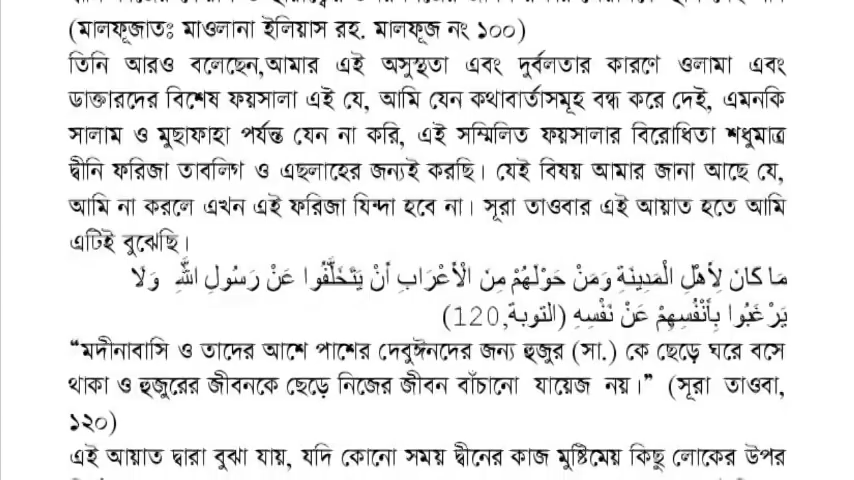 (মালফূজাতঃ মাওলানা ইলিয়াস রহ. মালফূজ নং ১০০)
তিনি আরও বলেছেন,আমার এই অসুস্থতা এবং দুর্বলতার কারণে ওলামা এবং
ডাক্তারদের বিশেষ ফয়সালা এই যে, আমি যেন কথাবার্তাসমূহ বন্ধ করে দেই, এমনকি
সালাম ও মুছাফাহা পর্যন্ত যেন না করি, এই সম্মিলিত ফয়সালার বিরোধিতা শধুমাত্র
দ্বীনি ফরিজা তাবলিগ ও এছলাহের জন্যই করছি। যেই বিষয় আমার জানা আছে যে,
আমি না করলে এখন এই ফরিজা যিন্দা হবে না। সূরা তাওবার এই আয়াত হতে আমি
এটিই বুঝেছি।
مَا كَانَ لِأَهْلِ الْمَدِينَةِ وَمَنْ حَوْلَهُمْ مِنَ الْأَعْرَابِ أَنْ يَتَخَلَّفُوا عَنْ رَسُولِ اللَّهِ وَلَا
يَرْغَبُوا بِأَنْفُسِهِمْ عَنْ نَفْسِهِ (التوبة,120)
“মদীনাবাসি ও তাদের আশে পাশের দেবুঈনদের জন্য হুজুর (সা.) কে ছেড়ে ঘরে বসে
থাকা ও হুজুরের জীবনকে ছেড়ে নিজের জীবন বাঁচানো যায়েজ নয়।” (সূরা তাওবা,
১২০)
এই আয়াত দ্বারা বুঝা যায়, যদি কোনো সময় দ্বীনের কাজ মুষ্টিমেয় কিছু লোকের উপর